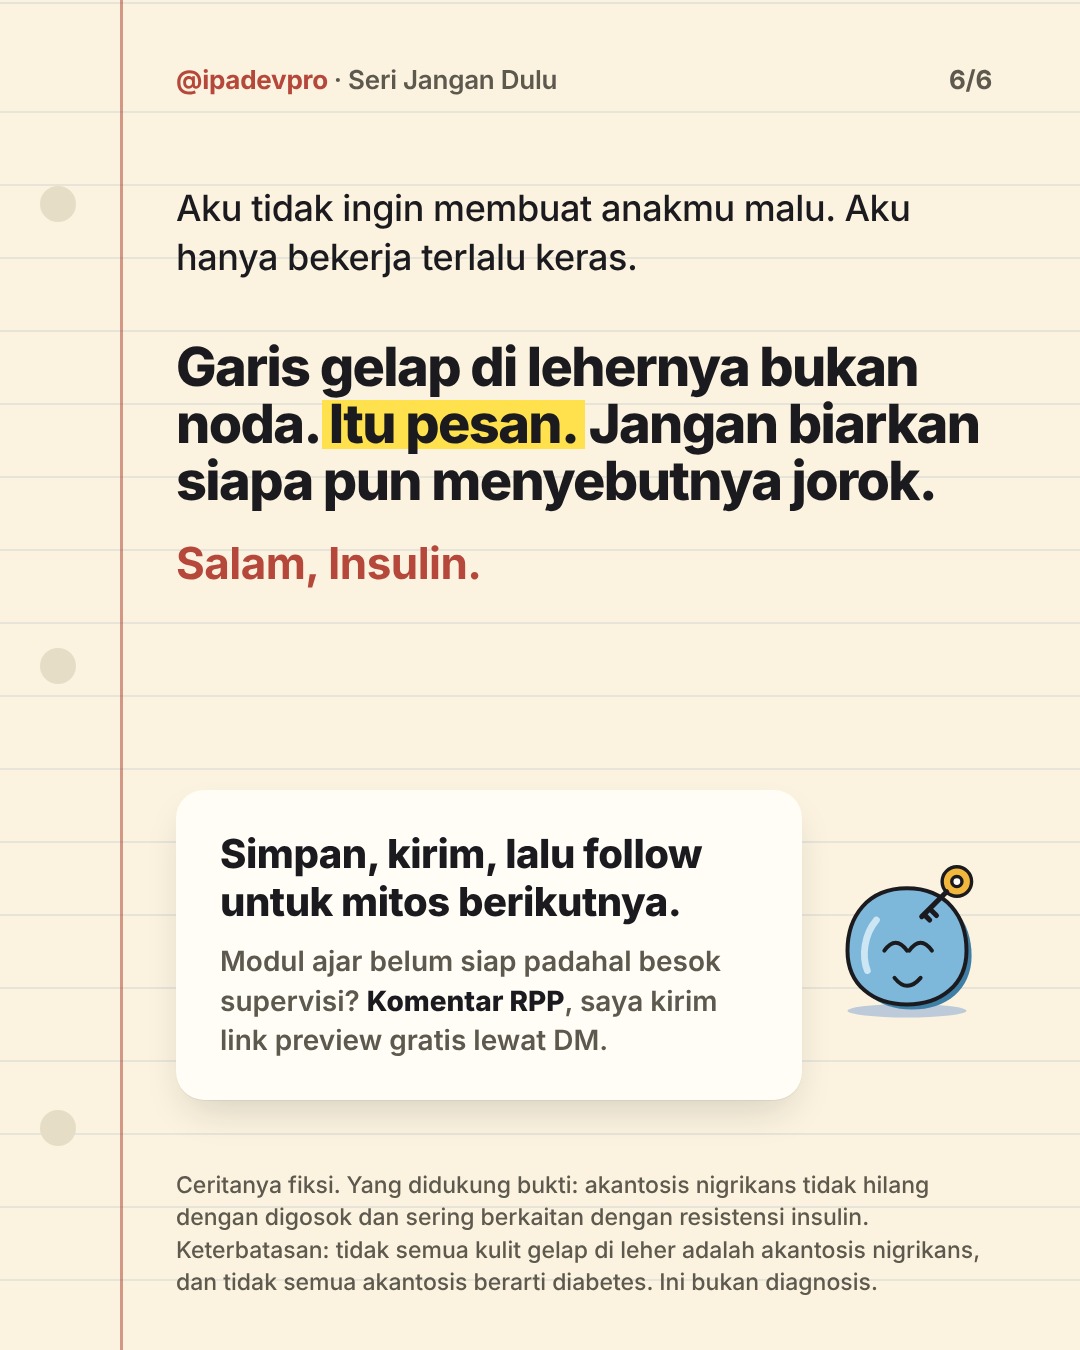 @ipadevpro · Seri Jangan Dulu 6/6
Aku tidak ingin membuat anakmu malu. Aku
hanya bekerja terlalu keras.
Garis gelap di lehernya bukan
noda. Itu pesan. Jangan biarkan
siapa pun menyebutnya jorok.
Salam, Insulin.
Simpan, kirim, lalu follow
untuk mitos berikutnya.
Modul ajar belum siap padahal besok
supervisi? Komentar RPP, saya kirim
link preview gratis lewat DM.
Ceritanya fiksi. Yang didukung bukti: akantosis nigrikans tidak hilang
dengan digosok dan sering berkaitan dengan resistensi insulin.
Keterbatasan: tidak semua kulit gelap di leher adalah akantosis nigrikans,
dan tidak semua akantosis berarti diabetes. Ini bukan diagnosis.